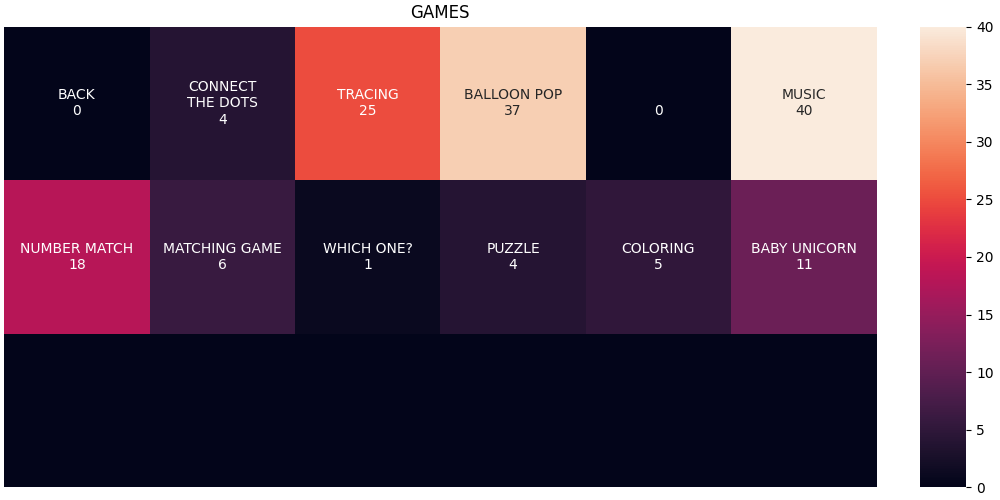 GAMES
BACK
0
CONNECT
THE DOTS
4
TRACING
25
BALLOON POP
37
0
MUSIC
40
NUMBER MATCH
18
MATCHING GAME
6
WHICH ONE?
1
PUZZLE
4
COLORING
5
BABY UNICORN
11
40
35
30
25
20
15
10
5
0